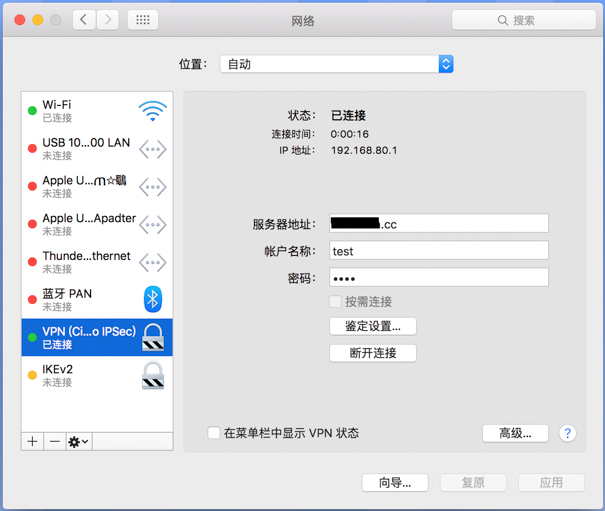 网络
搜索
位置： 自动
Wi-Fi
已连接
USB 10...00 LAN
未连接
Apple U...
未连接
Apple U...Apadter
未连接
Thunde...thernet
未连接
蓝牙 PAN
未连接
VPN (Ci...o IPSec)
已连接
IKEv2
未连接
状态： 已连接
连接时间： 0:00:16
IP 地址： 192.168.80.1
服务器地址： .cc
帐户名称： test
密码： ••••
按需连接
鉴定设置...
断开连接
在菜单栏中显示 VPN 状态
高级...
?
向导...
复原
应用